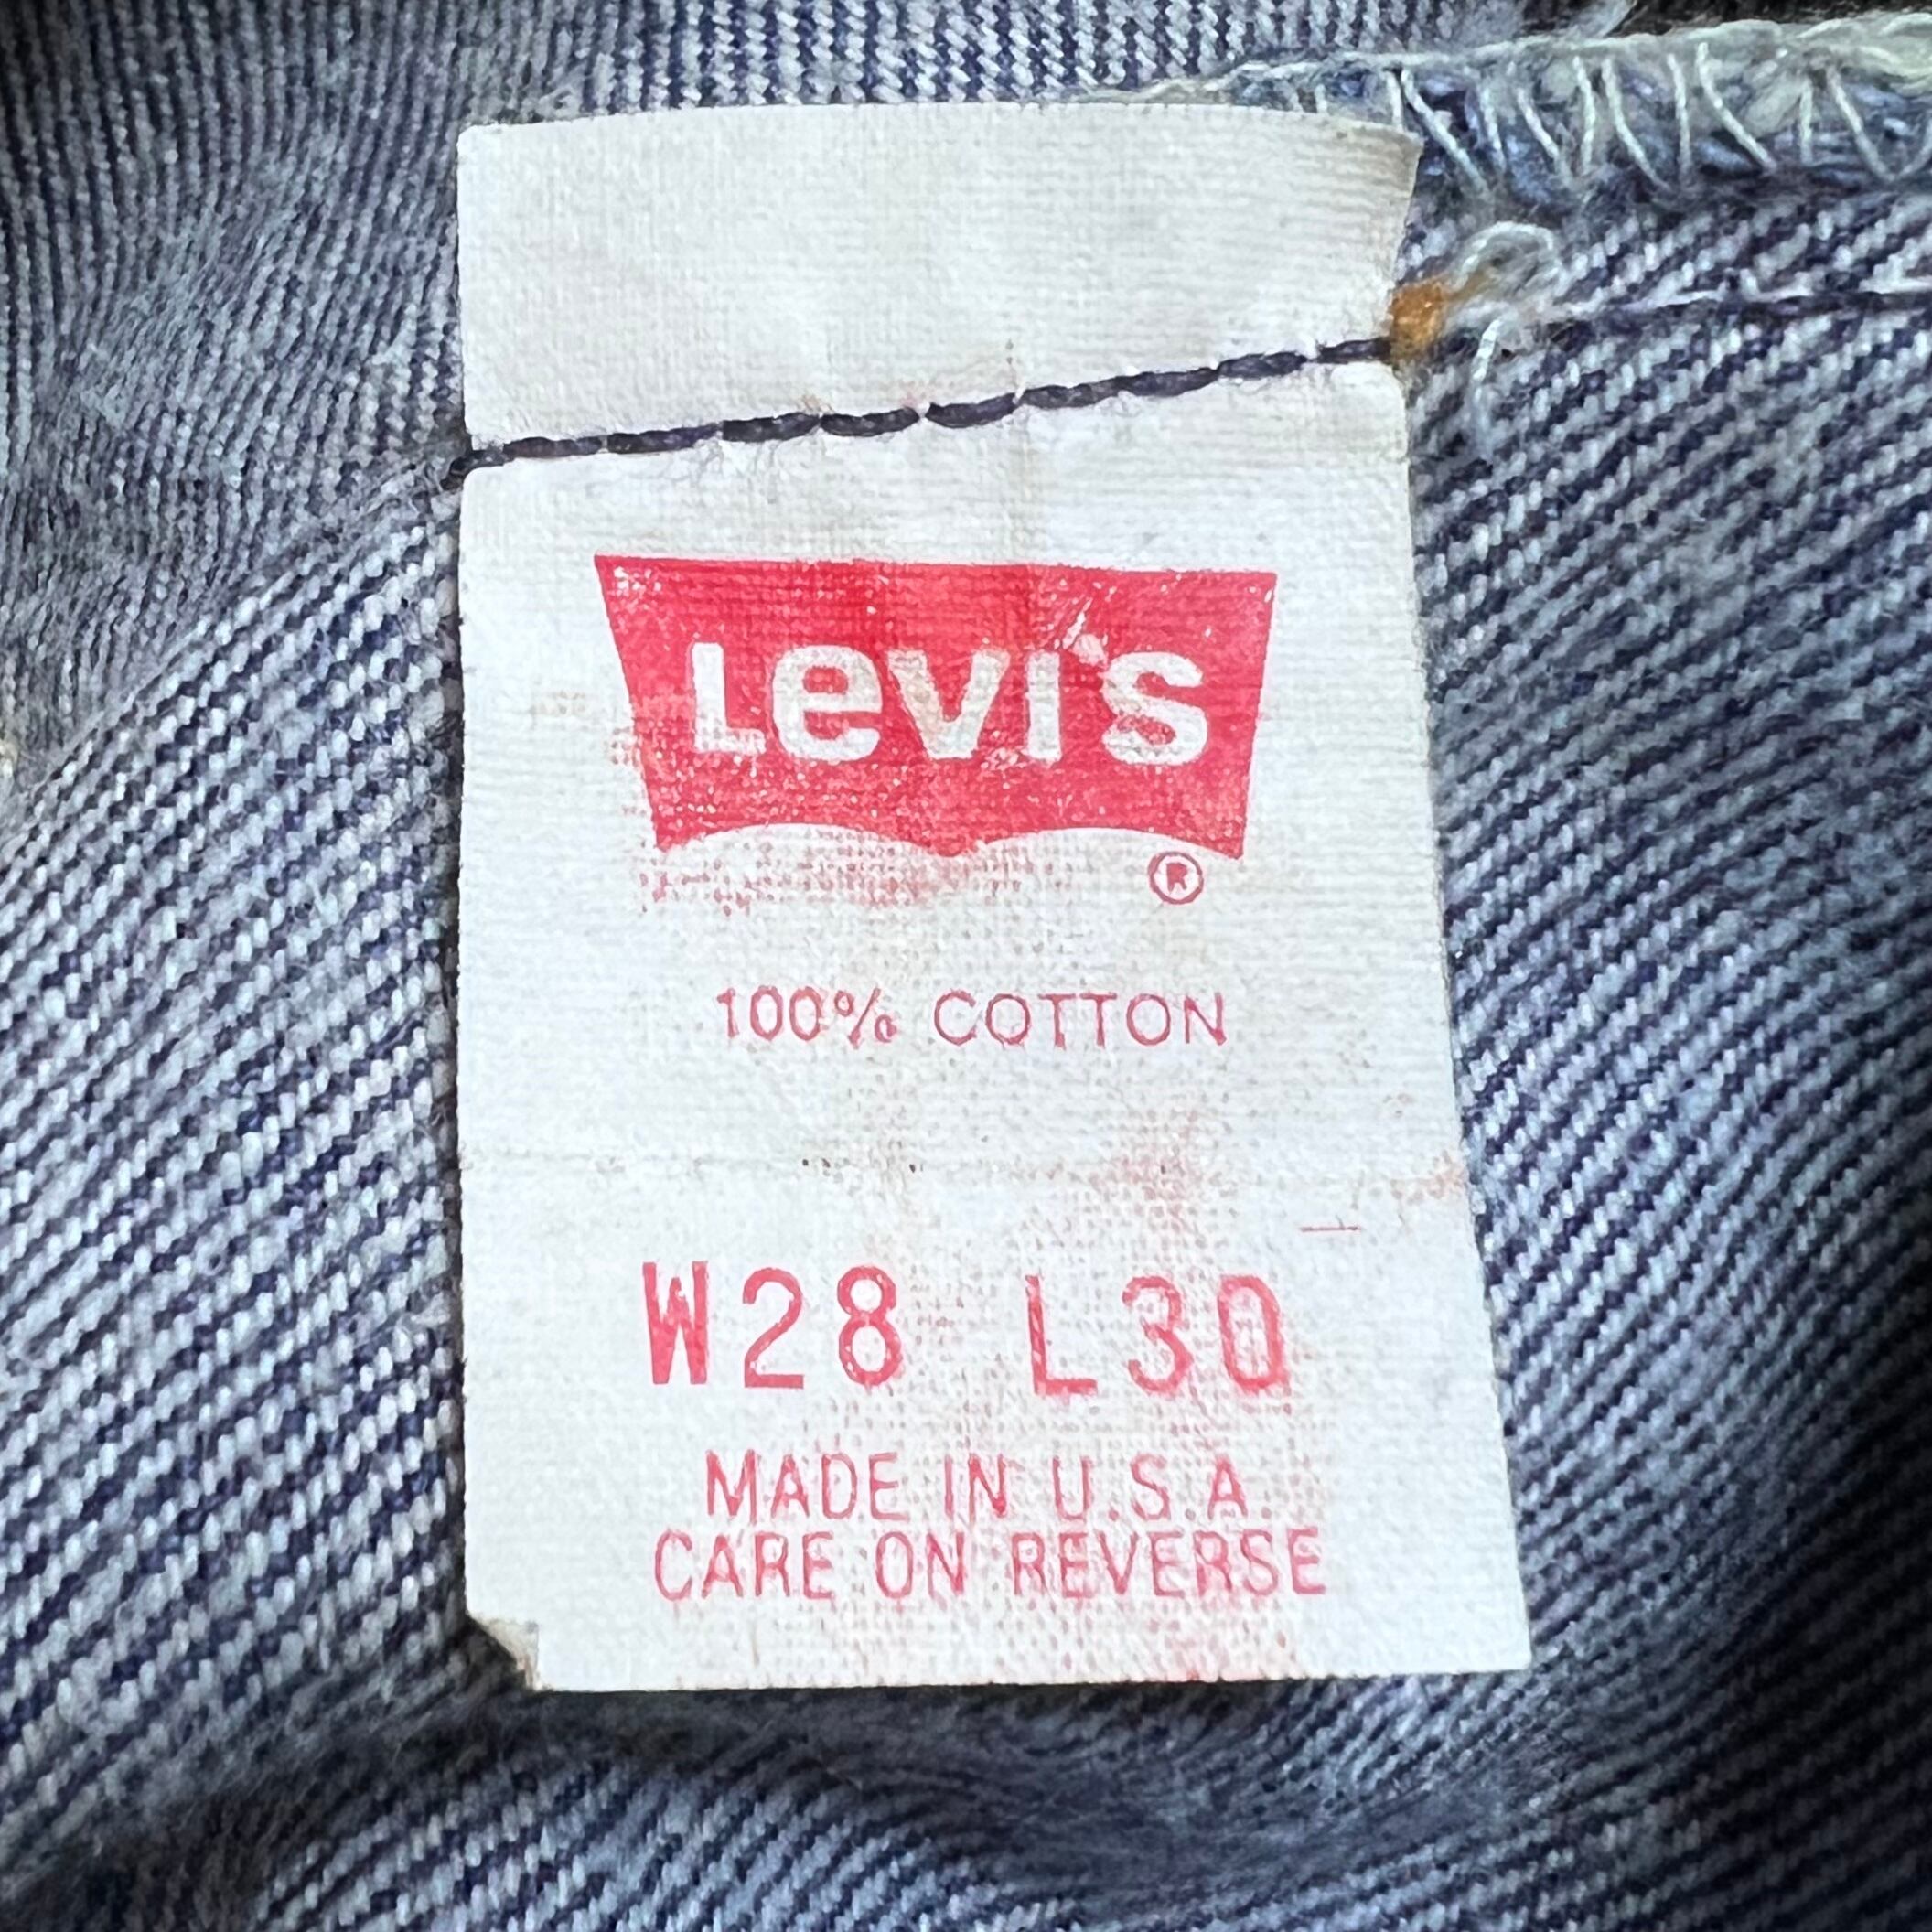 Levi's
®
100% COTTON
W28 L30
MADE IN U.S.A.
CARE ON REVERSE